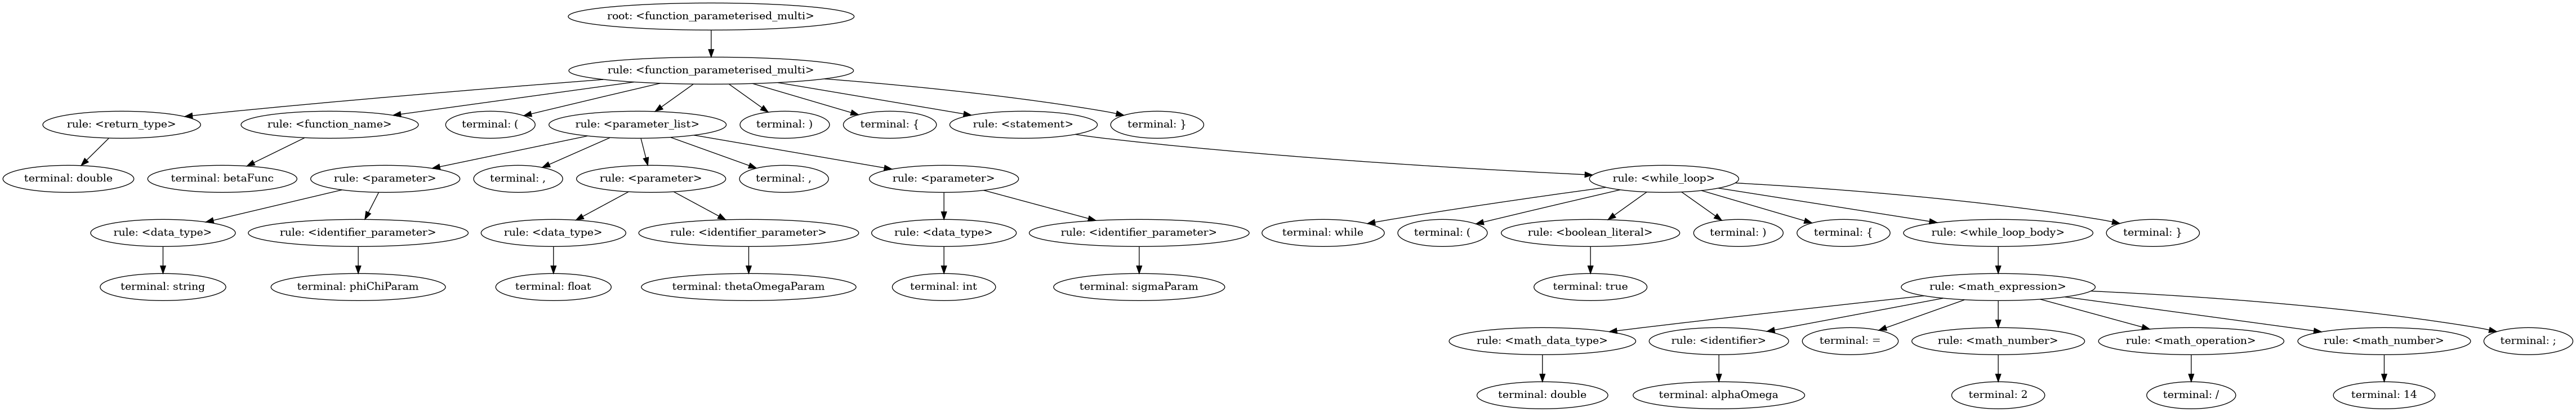 root: <function_parameterised_multi>
rule: <function_parameterised_multi>
rule: <return_type>
rule: <function_name>
terminal: (
rule: <parameter_list>
terminal: )
terminal: {
rule: <statement>
terminal: }
terminal: double
terminal: betaFunc
rule: <parameter>
terminal: ,
rule: <parameter>
terminal: ,
rule: <parameter>
rule: <while_loop>
rule: <data_type>
rule: <identifier_parameter>
rule: <data_type>
rule: <identifier_parameter>
rule: <data_type>
rule: <identifier_parameter>
terminal: while
terminal: (
rule: <boolean_literal>
terminal: )
terminal: {
rule: <while_loop_body>
terminal: }
terminal: string
terminal: phiChiParam
terminal: float
terminal: thetaOmegaParam
terminal: int
terminal: sigmaParam
terminal: true
rule: <math_expression>
rule: <math_data_type>
rule: <identifier>
terminal: =
rule: <math_number>
rule: <math_operation>
rule: <math_number>
terminal: ;
terminal: double
terminal: alphaOmega
terminal: 2
terminal: /
terminal: 14